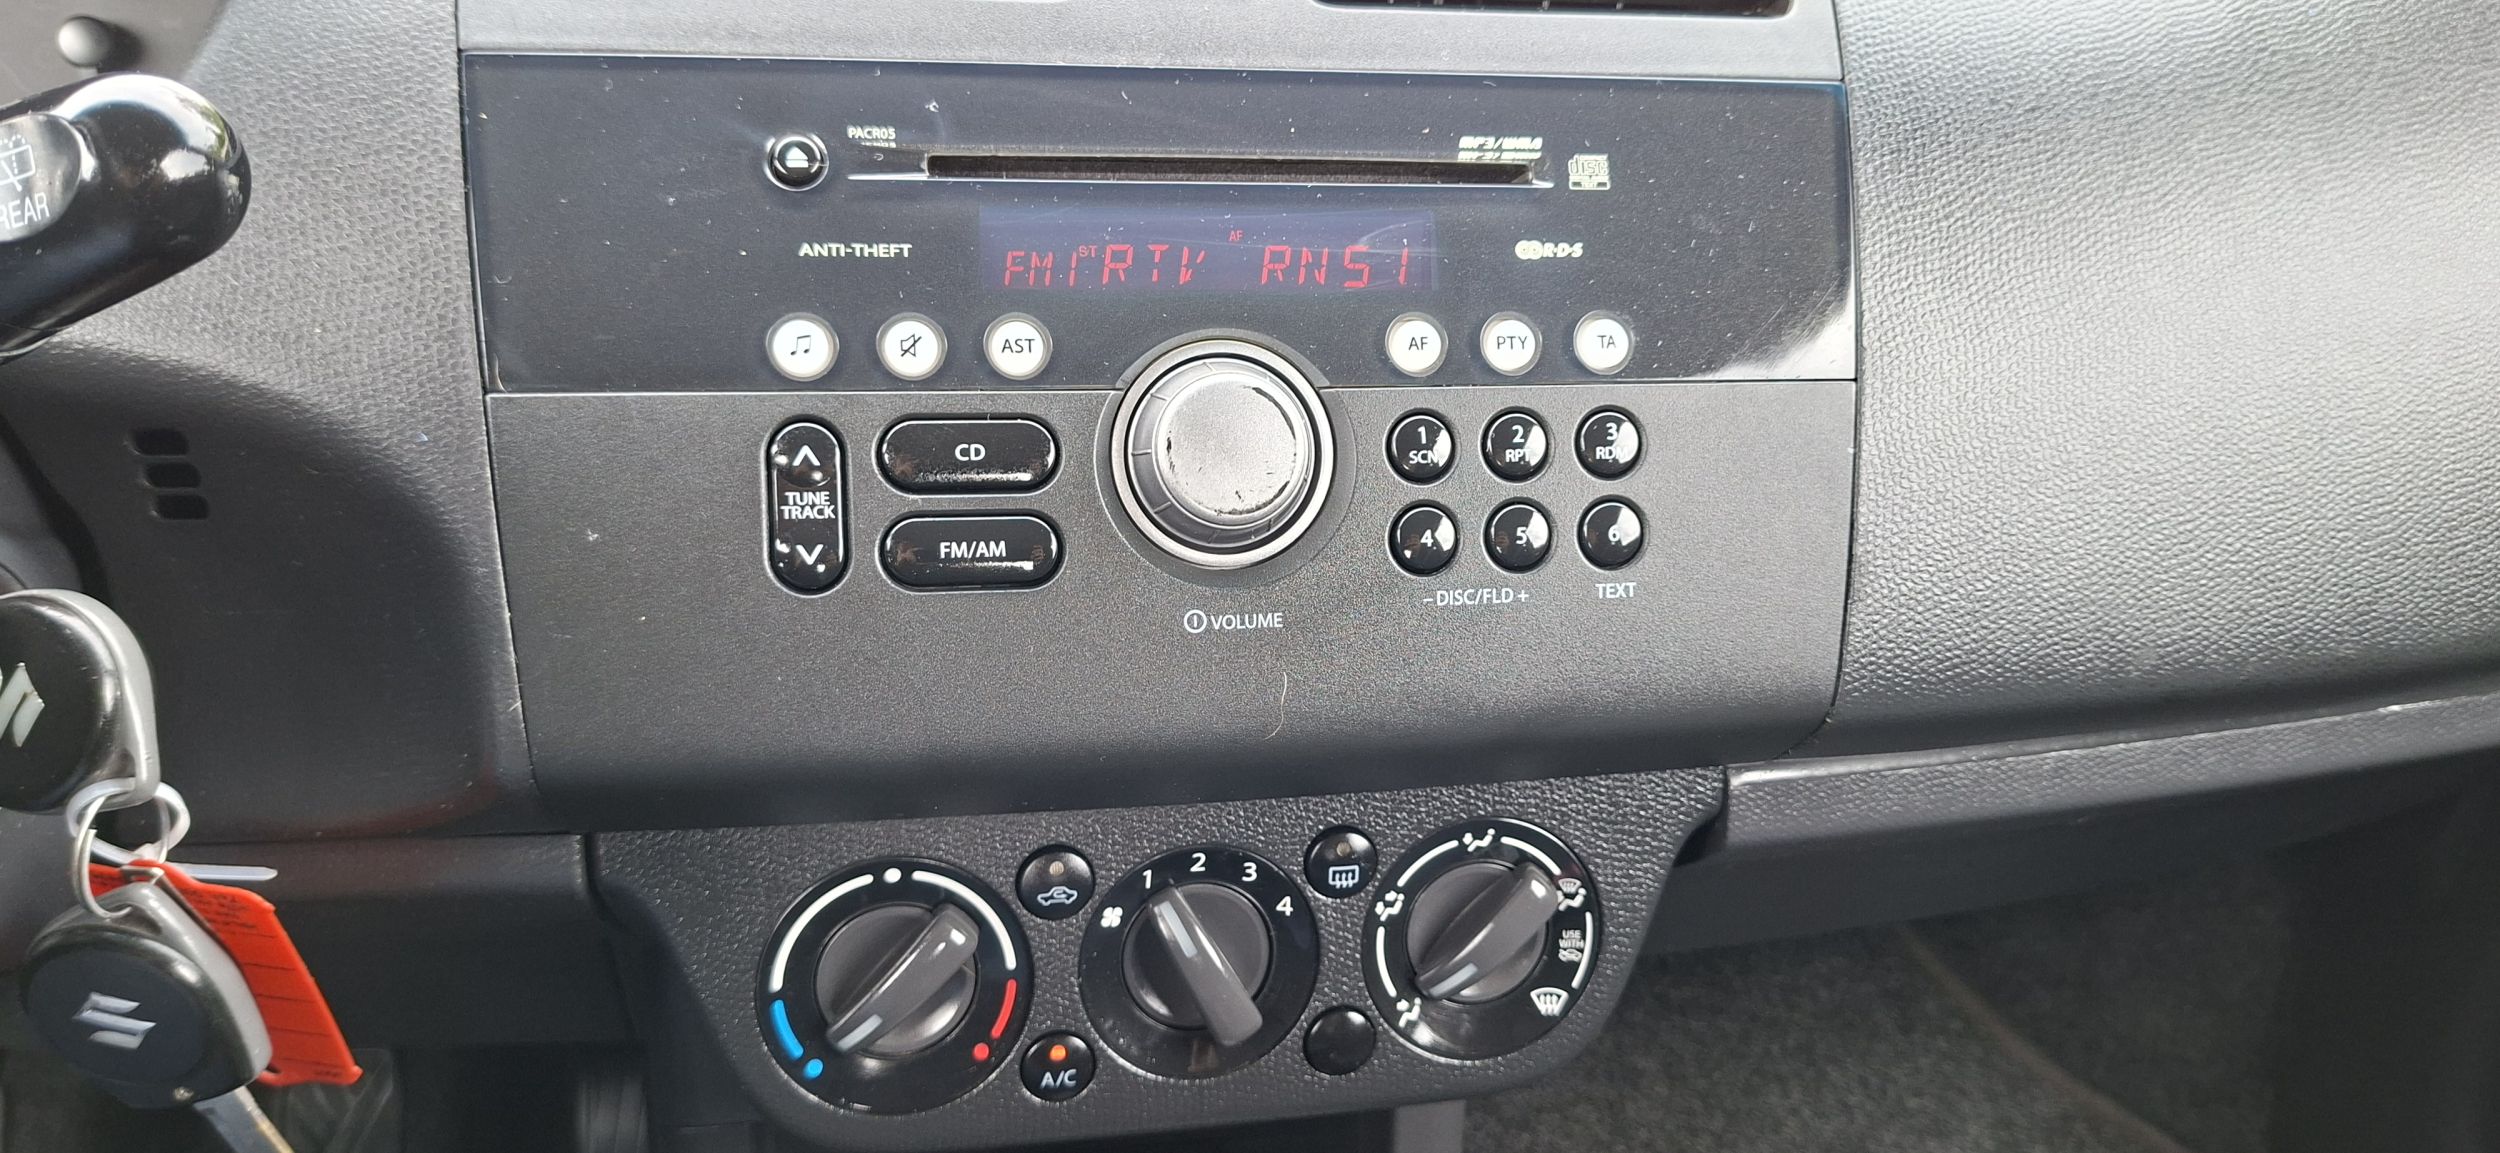 REAR
PACR05
MP3/WMA
disc
TEXT
ANTI-THEFT
FM1 ST RTV AF RNS1
R·D·S
AST
AF
PTY
TA
TUNE
TRACK
CD
FM/AM
1
SCN
2
RPT
3
RDM
4
5
6
-DISC/FLD+
TEXT
VOLUME
1
2
3
4
USE
WITH
A/C